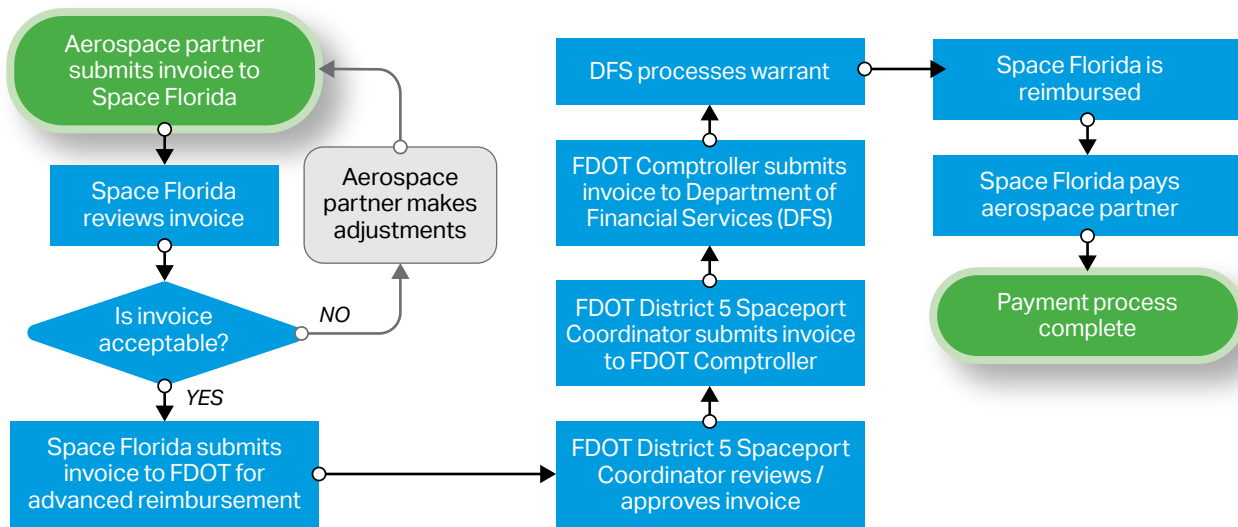 Aerospace partner
submits invoice to
Space Florida
Space Florida
reviews invoice
Is invoice
acceptable?
NO
Aerospace
partner makes
adjustments
YES
Space Florida submits
invoice to FDOT for
advanced reimbursement
FDOT District 5 Spaceport
Coordinator reviews /
approves invoice
FDOT District 5 Spaceport
Coordinator submits invoice
to FDOT Comptroller
FDOT Comptroller submits
invoice to Department of
Financial Services (DFS)
DFS processes warrant
Space Florida is
reimbursed
Space Florida pays
aerospace partner
Payment process
complete